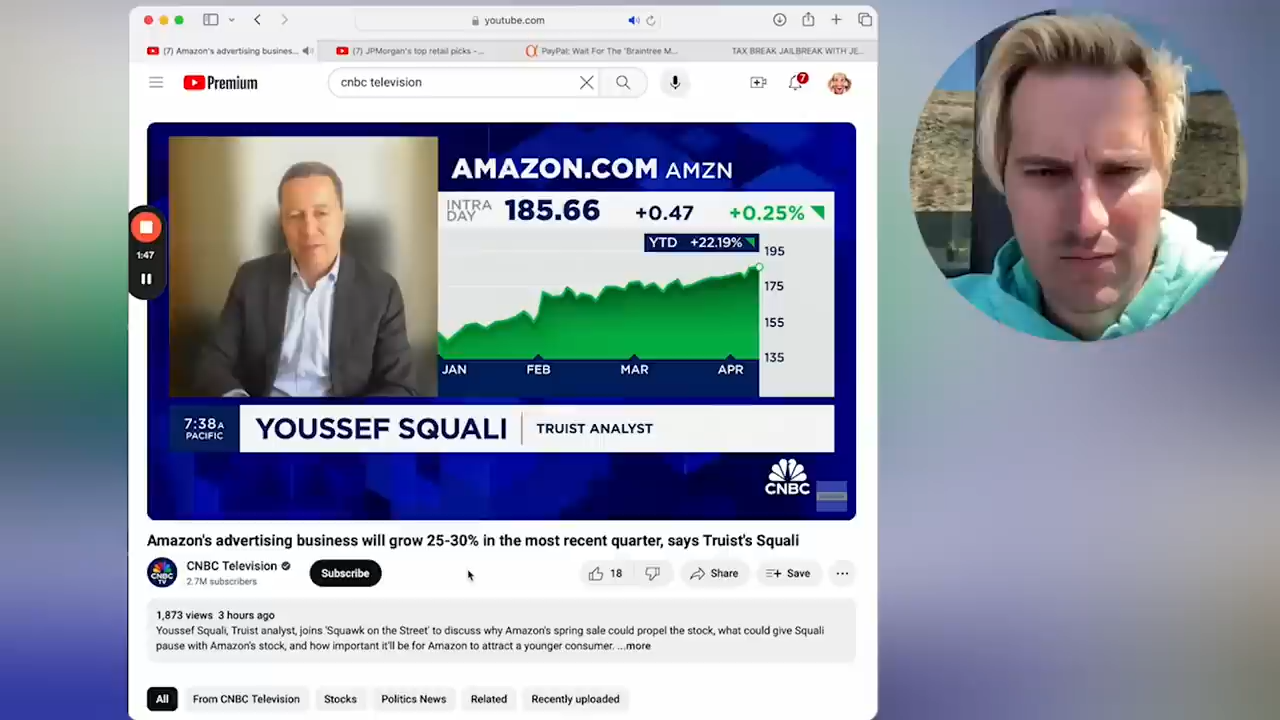 youtube.com
(7) Amazon's advertising busines...
(7) JPMorgan's top retail picks -...
PayPal: Wait For The 'Braintree M...
TAX BREAK JAILBREAK WITH JE...
Premium
cnbc television
7
AMAZON.COM AMZN
INTRA DAY 185.66 +0.47 +0.25%
YTD +22.19%
195
175
155
135
JAN FEB MAR APR
1:47
7:38A PACIFIC
YOUSSEF SQUALI TRUIST ANALYST
CNBC
Amazon's advertising business will grow 25-30% in the most recent quarter, says Truist's Squali
CNBC TV
CNBC Television
2.7M subscribers
Subscribe
18
Share
Save
1,873 views 3 hours ago
Youssef Squali, Truist analyst, joins 'Squawk on the Street' to discuss why Amazon's spring sale could propel the stock, what could give Squali
pause with Amazon's stock, and how important it'll be for Amazon to attract a younger consumer. ...more
All
From CNBC Television
Stocks
Politics News
Related
Recently uploaded